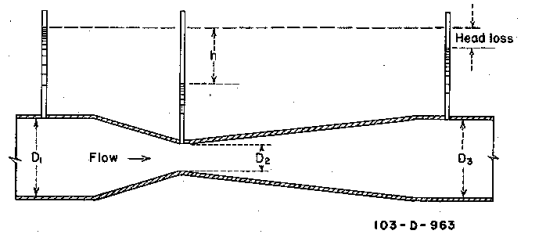 Head loss
h
D₁
Flow
D₂
D₃
103-D-963